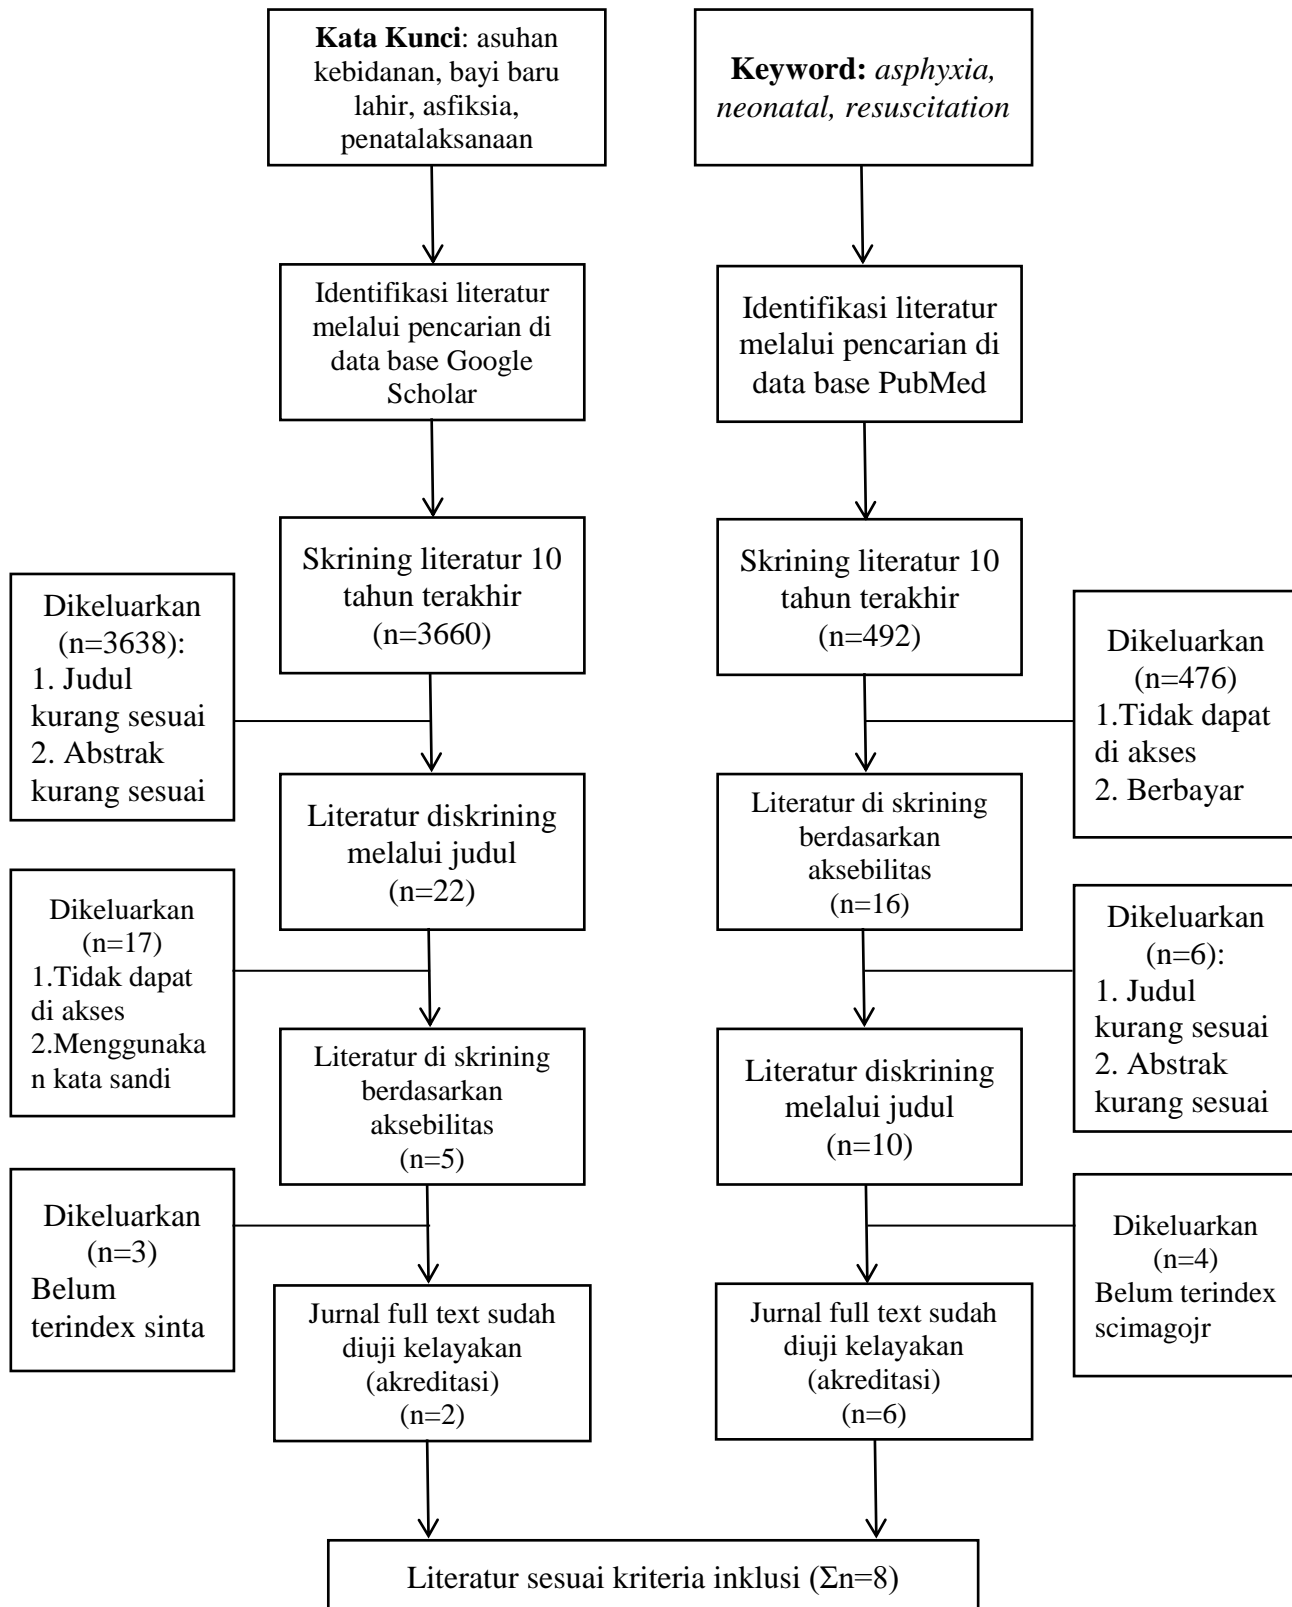 Kata Kunci: asuhan
kebidanan, bayi baru
lahir, asfiksia,
penatalaksanaan
Keyword: asphyxia,
neonatal, resuscitation
Identifikasi literatur
melalui pencarian di
data base Google
Scholar
Identifikasi literatur
melalui pencarian di
data base PubMed
Skrining literatur 10
tahun terakhir
(n=3660)
Skrining literatur 10
tahun terakhir
(n=492)
Dikeluarkan
(n=3638):
1. Judul
kurang sesuai
2. Abstrak
kurang sesuai
Dikeluarkan
(n=476)
1.Tidak dapat
di akses
2. Berbayar
Literatur diskrining
melalui judul
(n=22)
Literatur di skrining
berdasarkan
aksebilitas
(n=16)
Dikeluarkan
(n=17)
1.Tidak dapat
di akses
2.Menggunaka
n kata sandi
Dikeluarkan
(n=6):
1. Judul
kurang sesuai
2. Abstrak
kurang sesuai
Literatur di skrining
berdasarkan
aksebilitas
(n=5)
Literatur diskrining
melalui judul
(n=10)
Dikeluarkan
(n=3)
Belum
terindex sinta
Dikeluarkan
(n=4)
Belum terindex
scimagojr
Jurnal full text sudah
diuji kelayakan
(akreditasi)
(n=2)
Jurnal full text sudah
diuji kelayakan
(akreditasi)
(n=6)
Literatur sesuai kriteria inklusi (Σn=8)